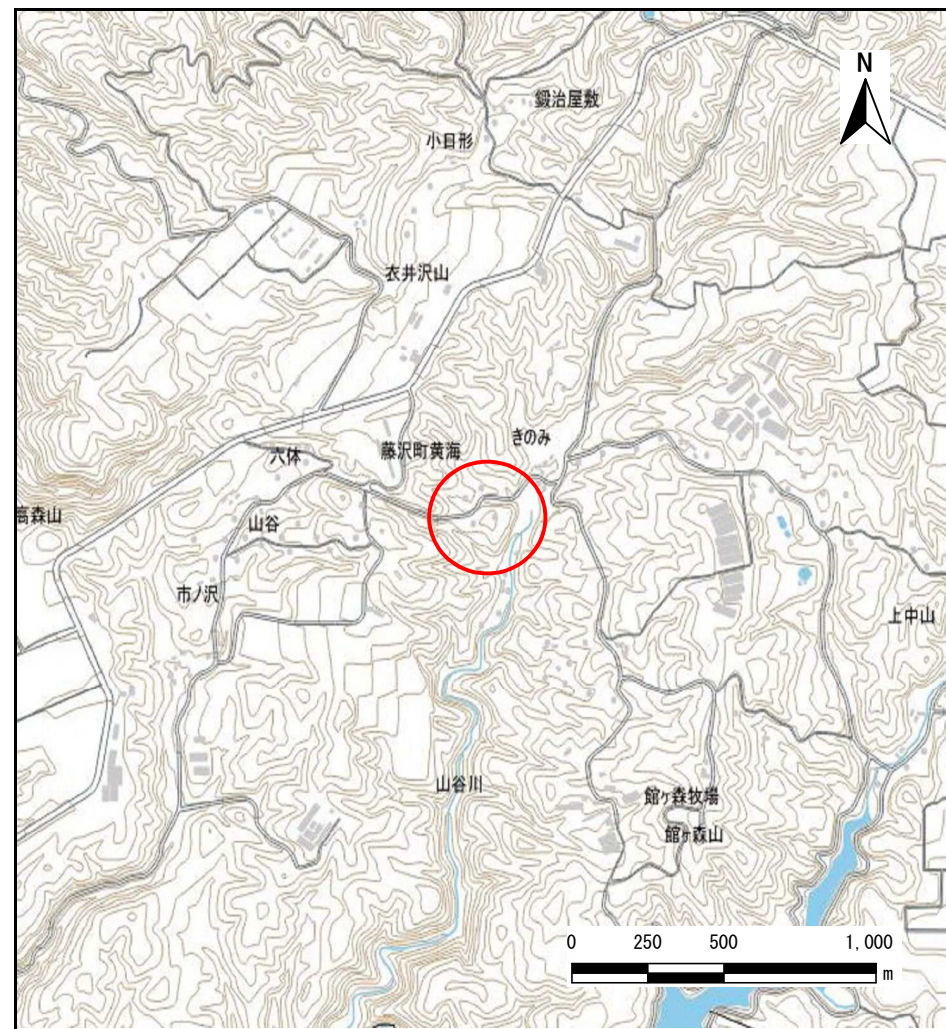 N
鍛治屋敷
小日形
衣井沢山
きのみ
藤沢町黄海
六体
高森山
山谷
市ノ沢
上中山
山谷川
館ヶ森牧場
館ヶ森山
0 250 500 1,000
m